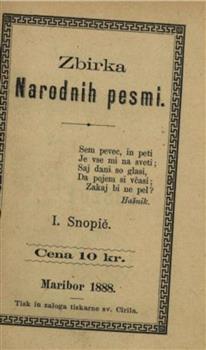 Zbirka
Narodnih pesmi.
Sem pevec, in peti
Je vse mi na sveti;
Saj dani so glasi,
Da pojem si včasi;
Zakaj bi ne pel?
Hašnik.
I. Snopič.
Cena 10 kr.
Maribor 1888.
Tisk in zaloga tiskarne sv. Cirila.